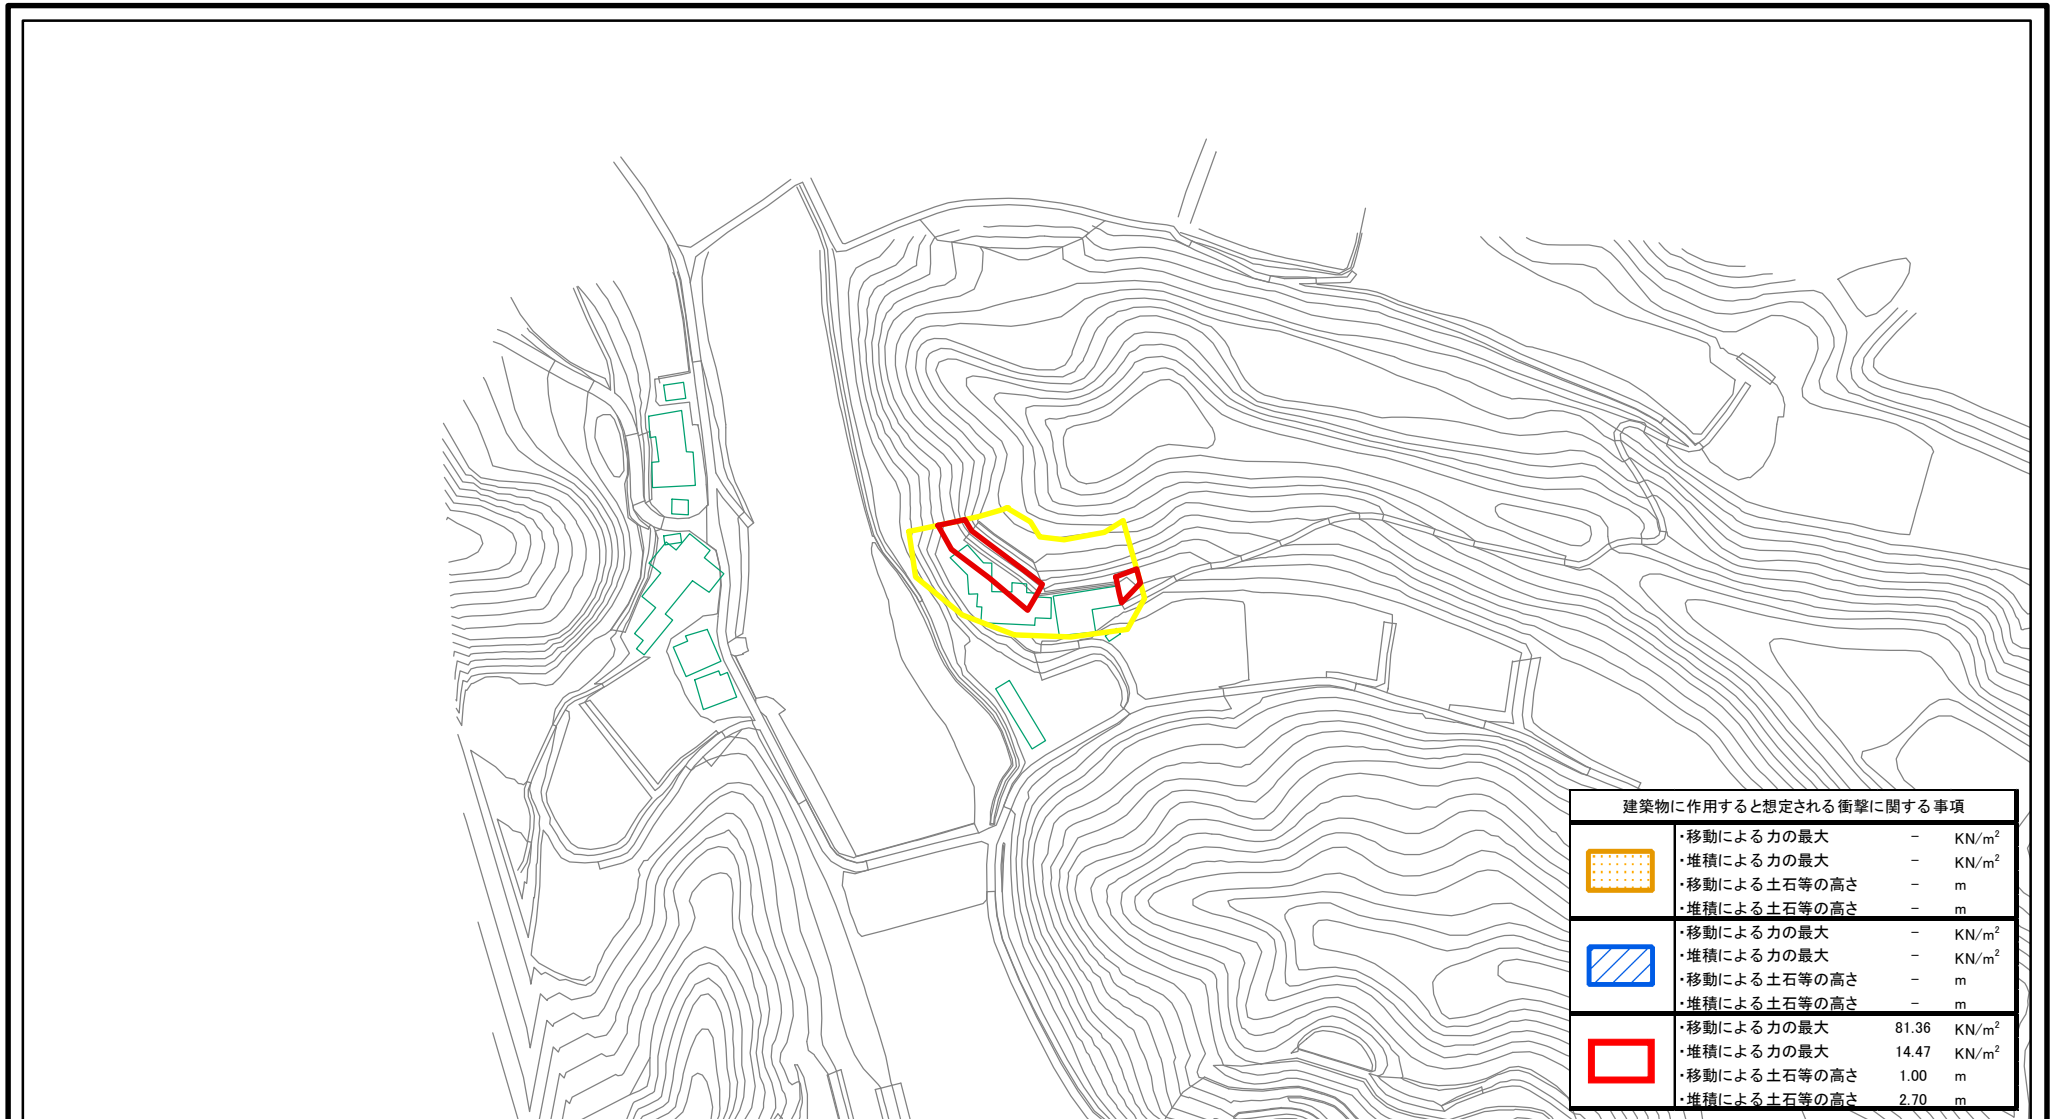 建築物に作用すると想定される衝撃に関する事項
・移動による力の最大 - KN/m²
・堆積による力の最大 - KN/m²
・移動による土石等の高さ - m
・堆積による土石等の高さ - m
・移動による力の最大 - KN/m²
・堆積による力の最大 - KN/m²
・移動による土石等の高さ - m
・堆積による土石等の高さ - m
・移動による力の最大 81.36 KN/m²
・堆積による力の最大 14.47 KN/m²
・移動による土石等の高さ 1.00 m
・堆積による土石等の高さ 2.70 m